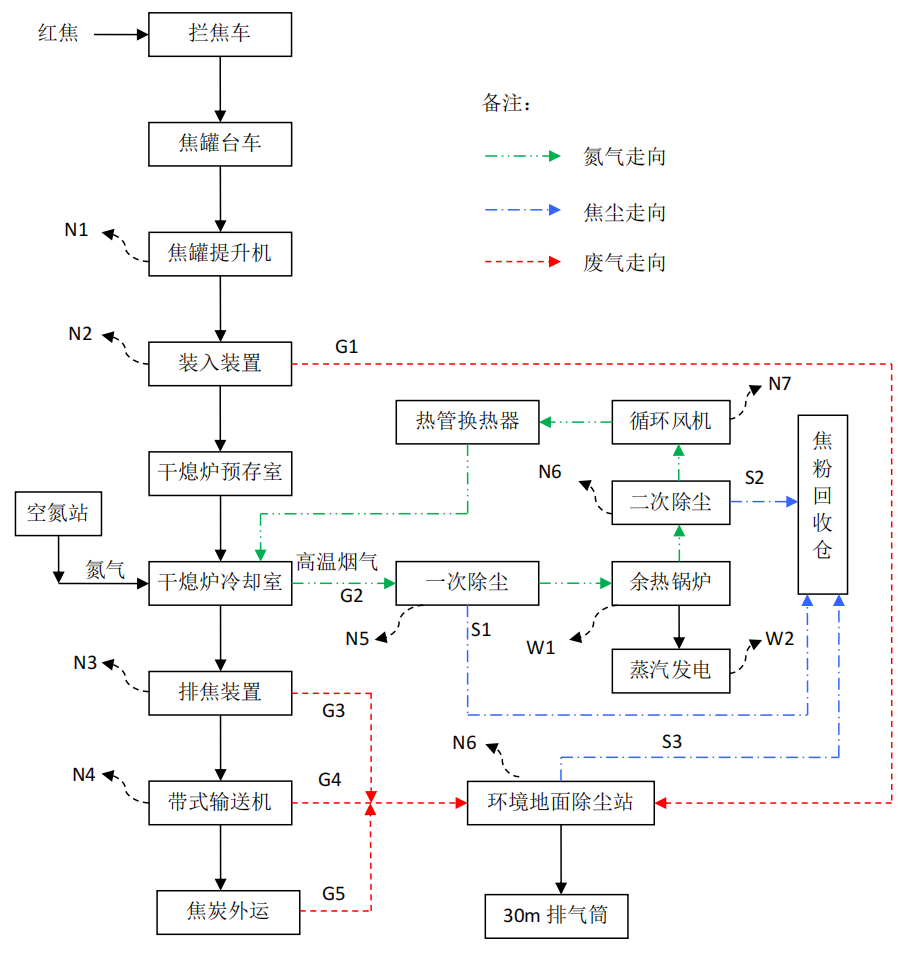 红焦
拦焦车
备注：
焦罐台车
氮气走向
焦尘走向
N1
焦罐提升机
废气走向
N2
装入装置
G1
N7
热管换热器
循环风机
焦粉回收仓
干熄炉预存室
N6
二次除尘
S2
空氮站
氮气
干熄炉冷却室
高温烟气
G2
一次除尘
余热锅炉
N5
S1
W1
W2
蒸汽发电
N3
排焦装置
G3
N6
S3
N4
带式输送机
G4
环境地面除尘站
G5
焦炭外运
30m 排气筒